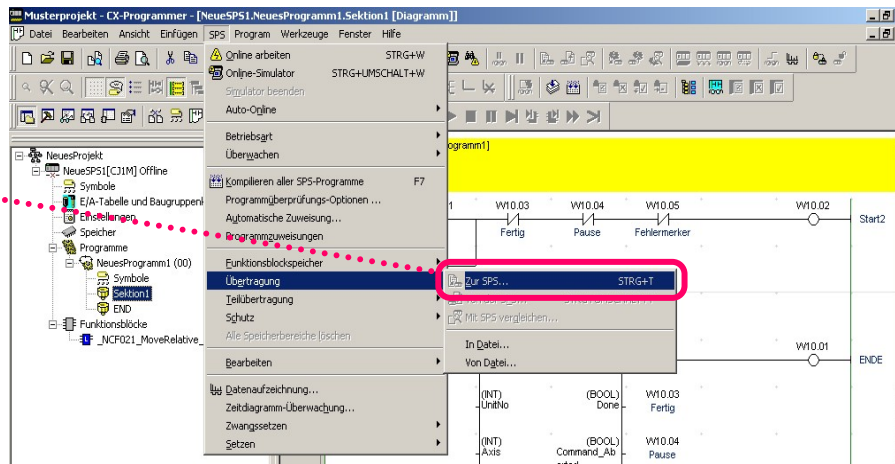 Musterprojekt - CX-Programmer - [NeueSPS1.NeuesProgramm1.Sektion1 [Diagramm]]
Datei Bearbeiten Ansicht Einfügen SPS Program Werkzeuge Fenster Hilfe
Online arbeiten STRG+W
Online-Simulator STRG+UMSCHALT+W
Simulator beenden
Auto-Online
Betriebsart
Überwachen
Kompilieren aller SPS-Programme F7
Programmüberprüfungs-Optionen ...
Automatische Zuweisung...
Programmzuweisungen
Funktionsblockspeicher
Übertragung
Teilübertragung
Schutz
Alle Speicherbereiche löschen
Bearbeiten
Datenaufzeichnung...
Zeitdiagramm-Überwachung...
Zwangssetzen
Setzen
Zur SPS... STRG+T
Mit SPS vergleichen...
In Datei...
Von Datei...
NeuesProjekt
NeueSPS1[CJ1M] Offline
Symbole
E/A-Tabelle und Baugruppen
Einstellungen
Speicher
Programme
NeuesProgramm1 (00)
Symbole
Sektion1
END
Funktionsblöcke
_NCF021_MoveRelative_
ogramm1]
1 W10.03 W10.04 W10.05 W10.02
Fertig Pause Fehlermerker Start2
W10.01
ENDE
(INT) (BOOL) W10.03
UnitNo Done Fertig
(INT) (BOOL) W10.04
Axis Command_Ab Pause